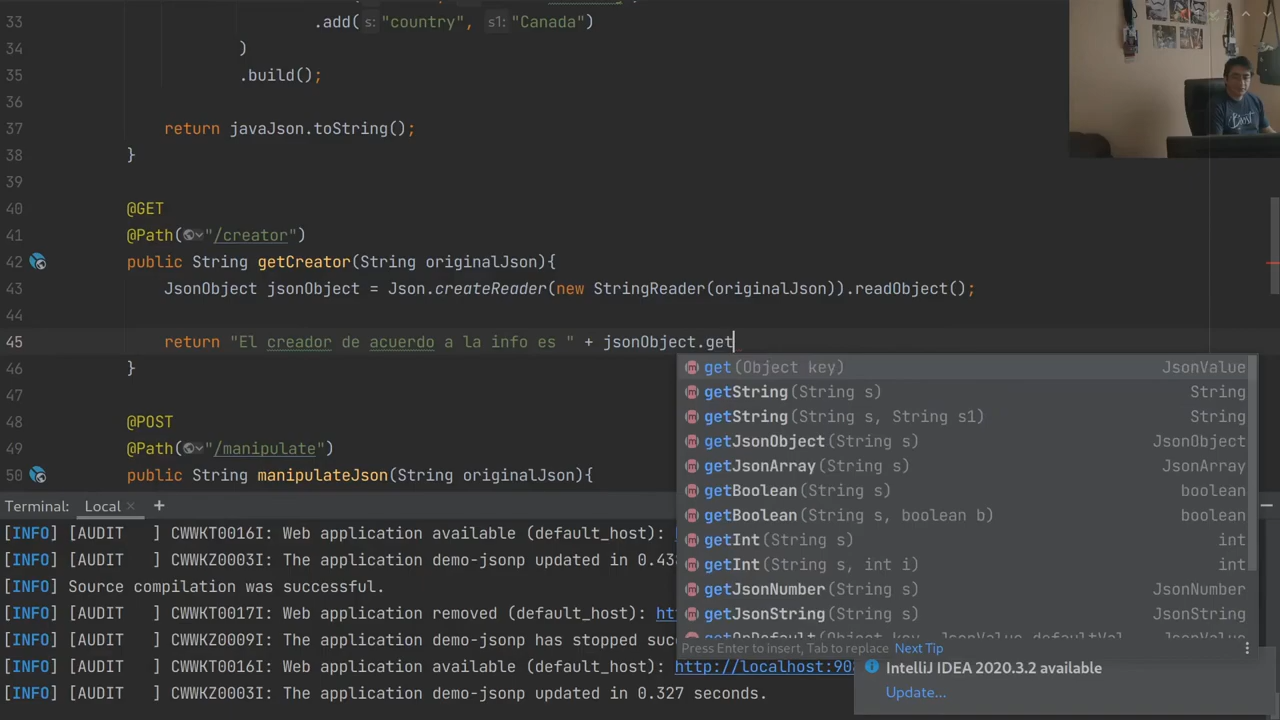 33 .add( s: "country", s1: "Canada")
34 )
35 .build();
36
37 return javaJson.toString();
38 }
39
40 @GET
41 @Path("/creator")
42 public String getCreator(String originalJson){
43 JsonObject jsonObject = Json.createReader(new StringReader(originalJson)).readObject();
44
45 return "El creador de acuerdo a la info es " + jsonObject.get
46 }
47
48 @POST
49 @Path("/manipulate")
50 public String manipulateJson(String originalJson){
get(Object key) JsonValue
getString(String s) String
getString(String s, String s1) String
getJsonObject(String s) JsonObject
getJsonArray(String s) JsonArray
getBoolean(String s) boolean
getBoolean(String s, boolean b) boolean
getInt(String s) int
getInt(String s, int i) int
getJsonNumber(String s) JsonNumber
getJsonString(String s) JsonString
getOrDefault(Object key, JsonValue defaultVal JsonValue
Press Enter to insert, Tab to replace Next Tip
Terminal: Local × +
[INFO] [AUDIT ] CWWKT0016I: Web application available (default_host):
[INFO] [AUDIT ] CWWKZ0003I: The application demo-jsonp updated in 0.43
[INFO] Source compilation was successful.
[INFO] [AUDIT ] CWWKT0017I: Web application removed (default_host):
[INFO] [AUDIT ] CWWKZ0009I: The application demo-jsonp has stopped suc
[INFO] [AUDIT ] CWWKT0016I: Web application available (default_host): http://localhost:90
[INFO] [AUDIT ] CWWKZ0003I: The application demo-jsonp updated in 0.327 seconds.
IntelliJ IDEA 2020.3.2 available
Update...